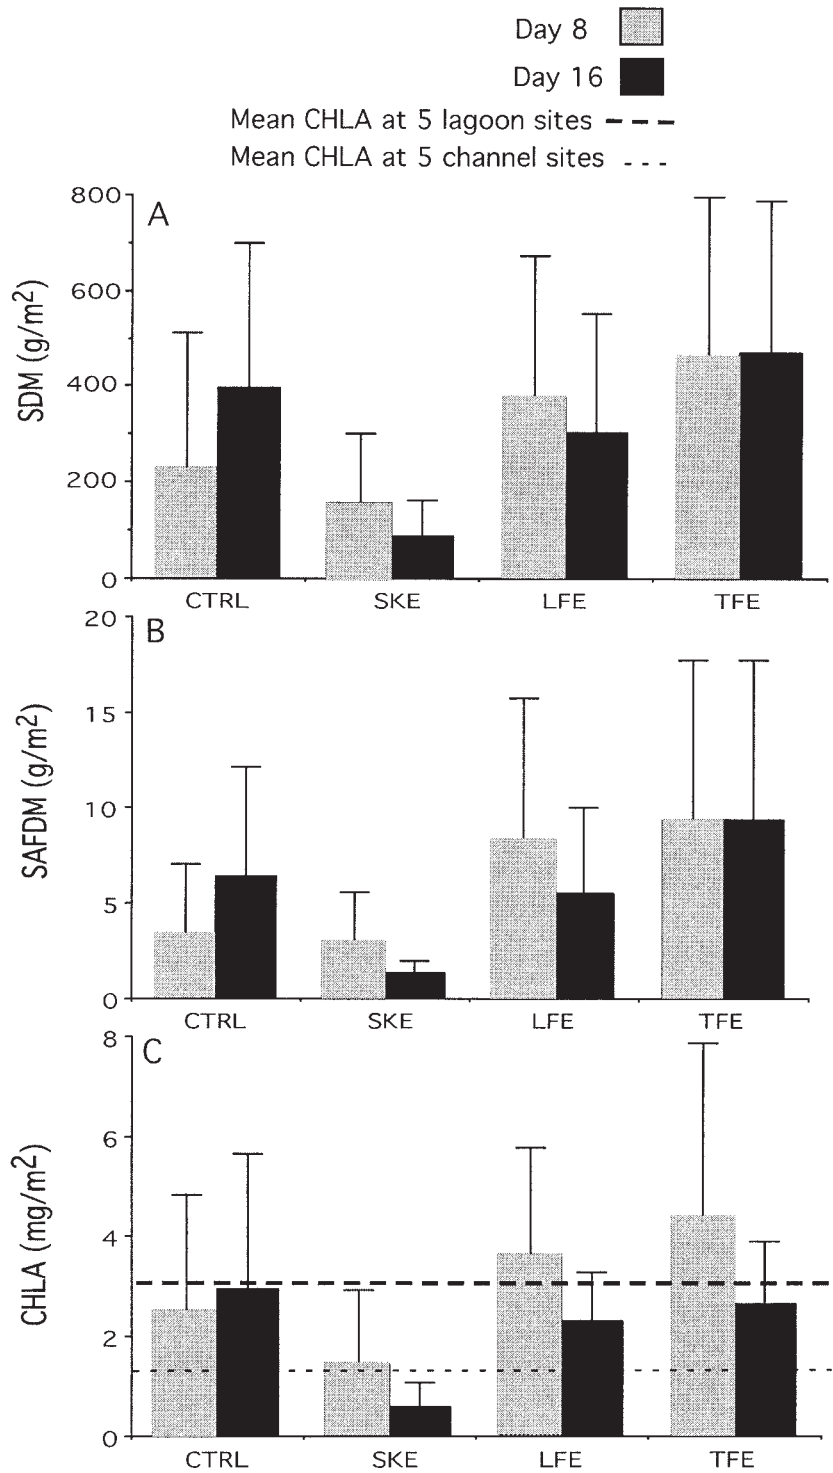 Day 8
Day 16
Mean CHLA at 5 lagoon sites
Mean CHLA at 5 channel sites
A
SDM (g/m²)
800
600
400
200
0
CTRL SKE LFE TFE
B
SAFDM (g/m²)
20
15
10
5
0
CTRL SKE LFE TFE
C
CHLA (mg/m²)
8
6
4
2
0
CTRL SKE LFE TFE